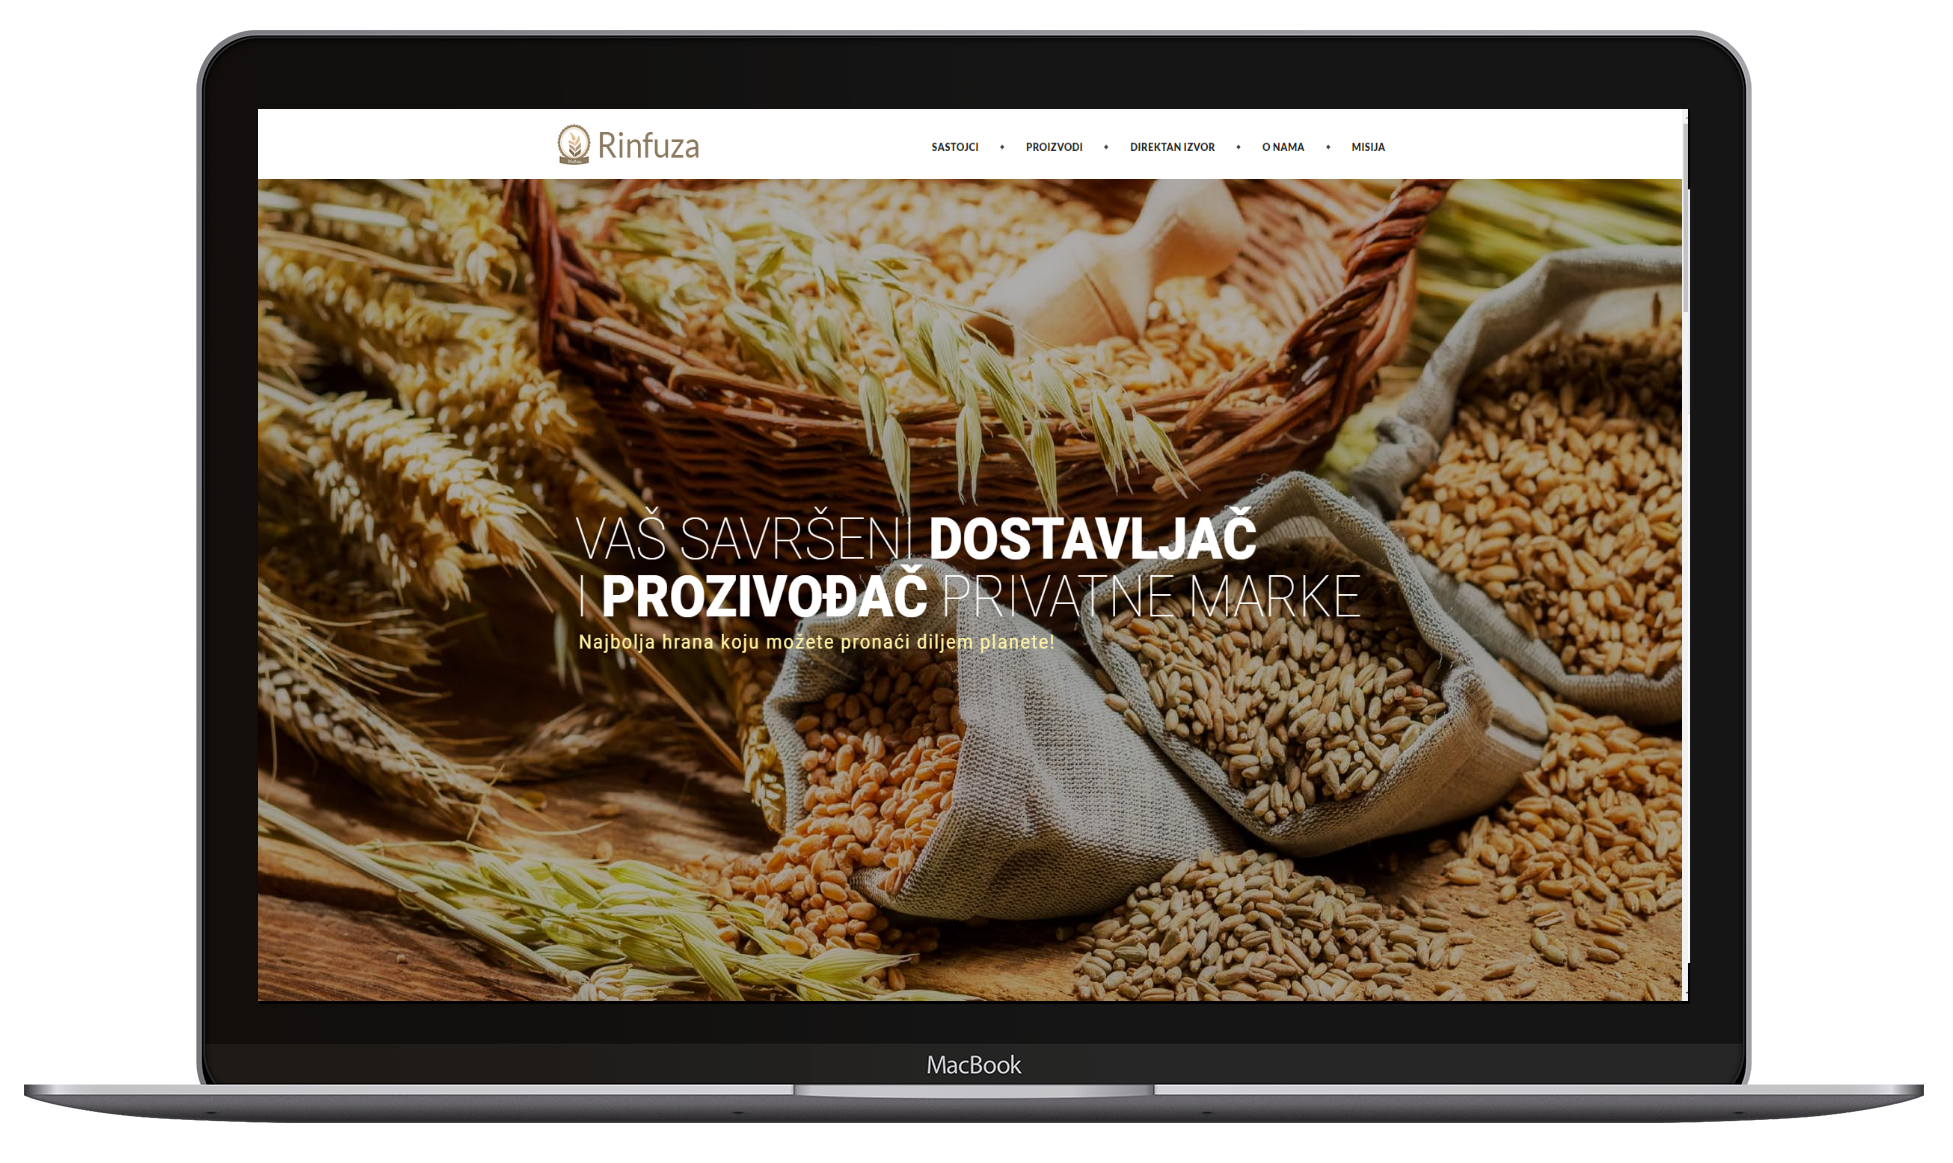 Rinfuza
SASTOJCI • PROIZVODI • DIREKTAN IZVOR • O NAMA • MISIJA
VAŠ SAVRŠENI DOSTAVLJAČ
I PROZIVOĐAČ PRIVATNE MARKE
Najbolja hrana koju možete pronaći diljem planete!
MacBook